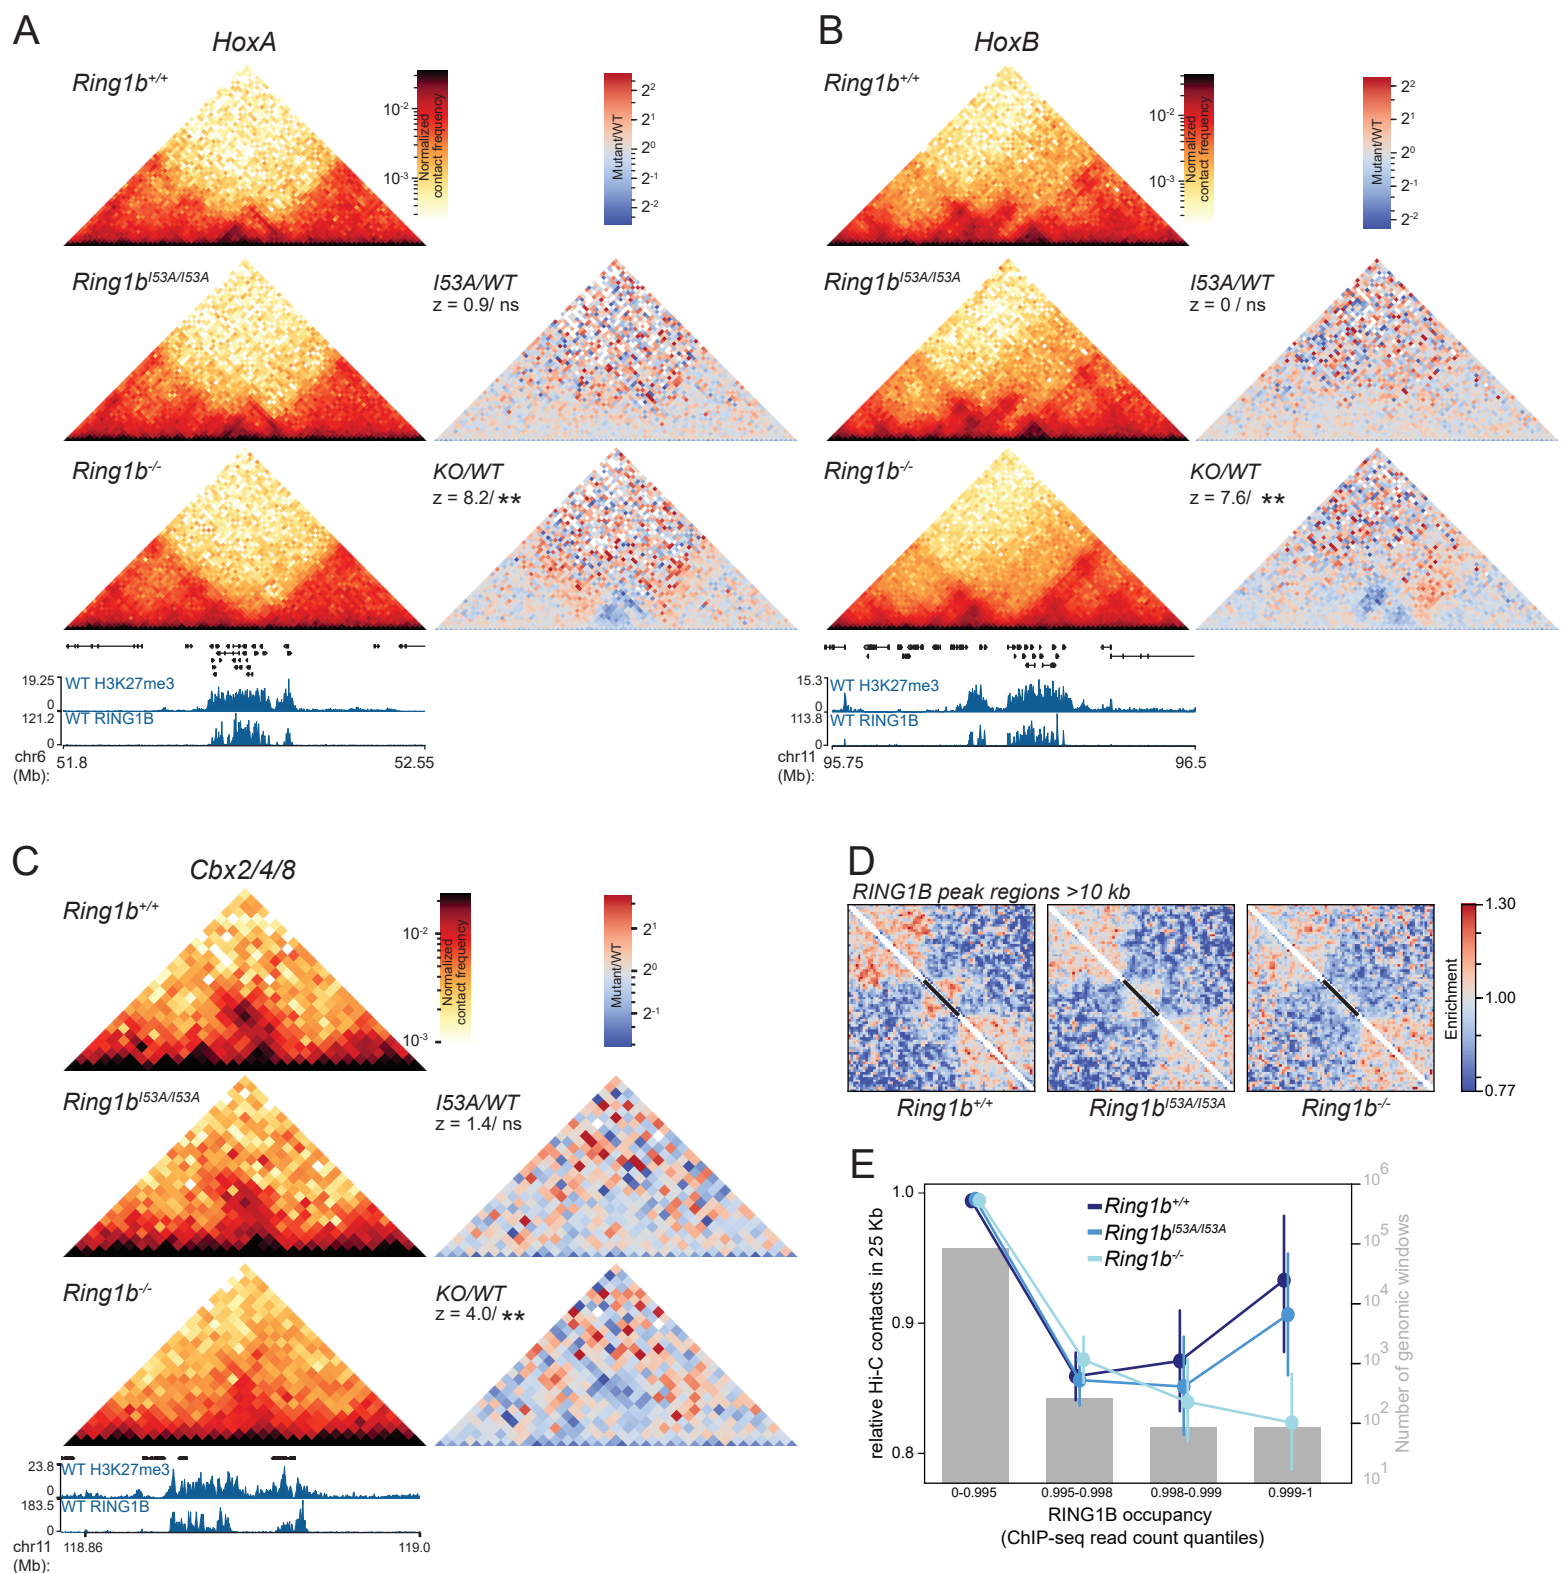 A
HoxA
Ring1b+/+
10-2
10-3
Normalized
contact frequency
22
21
20
2-1
2-2
Mutant/WT
Ring1bI53A/I53A
I53A/WT
z = 0.9/ ns
Ring1b-/-
KO/WT
z = 8.2/ **
19.25
0
WT H3K27me3
121.2
0
WT RING1B
chr6
(Mb):
51.8
52.55
B
HoxB
Ring1b+/+
10-2
10-3
Normalized
contact frequency
22
21
20
2-1
2-2
Mutant/WT
Ring1bI53A/I53A
I53A/WT
z = 0 / ns
Ring1b-/-
KO/WT
z = 7.6/ **
15.3
0
WT H3K27me3
113.8
0
WT RING1B
chr11
(Mb):
95.75
96.5
C
Cbx2/4/8
Ring1b+/+
10-2
10-3
Normalized
contact frequency
21
20
2-1
Mutant/WT
Ring1bI53A/I53A
I53A/WT
z = 1.4/ ns
Ring1b-/-
KO/WT
z = 4.0/ **
23.8
0
WT H3K27me3
183.5
0
WT RING1B
chr11
(Mb):
118.86
119.0
D
RING1B peak regions >10 kb
Ring1b+/+
Ring1bI53A/I53A
Ring1b-/-
1.30
1.00
0.77
Enrichment
E
Ring1b+/+
Ring1bI53A/I53A
Ring1b-/-
1.0
0.9
0.8
relative Hi-C contacts in 25 Kb
106
105
104
103
102
101
Number of genomic windows
0-0.995
0.995-0.998
0.998-0.999
0.999-1
RING1B occupancy
(ChIP-seq read count quantiles)